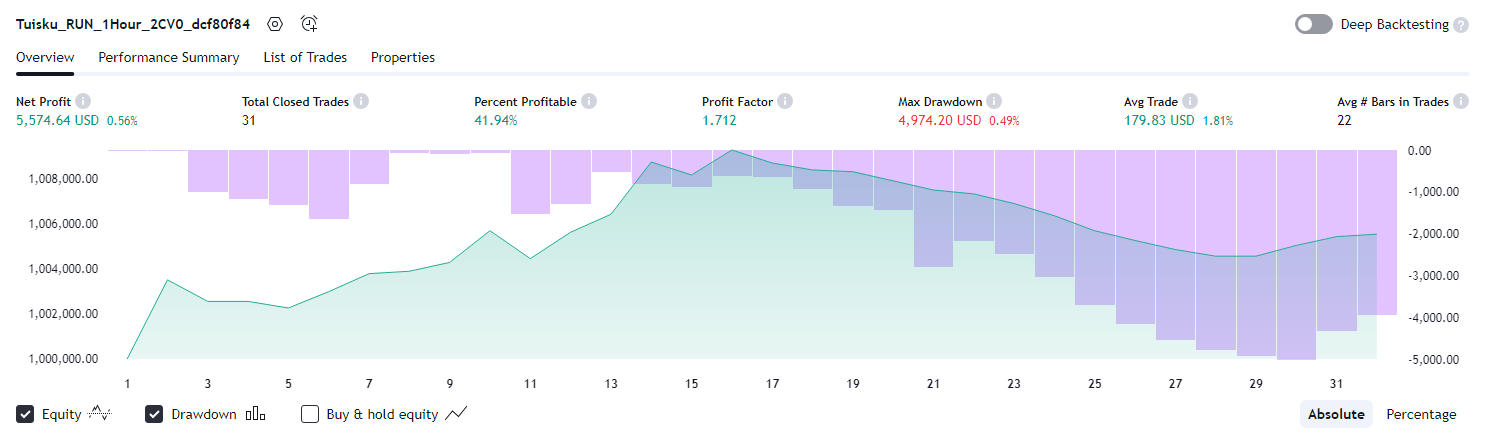 Tuisku_RUN_1Hour_2CV0_dcf80f84 Deep Backtesting ?
Overview Performance Summary List of Trades Properties
Net Profit Total Closed Trades Percent Profitable Profit Factor Max Drawdown Avg Trade Avg # Bars in Trades
5,574.64 USD 0.56% 31 41.94% 1.712 4,974.20 USD 0.49% 179.83 USD 1.81% 22
0.00
1,008,000.00 -1,000.00
1,006,000.00 -2,000.00
1,004,000.00 -3,000.00
1,002,000.00 -4,000.00
1,000,000.00 -5,000.00
1 3 5 7 9 11 13 15 17 19 21 23 25 27 29 31
Equity Drawdown Buy & hold equity Absolute Percentage